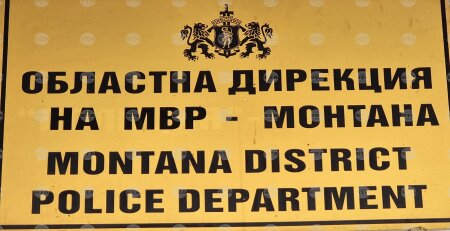 ОБЛАСТНА ДИРЕКЦИЯ
НА МВР - МОНТАНА
MONTANA DISTRICT
POLICE DEPARTMENT